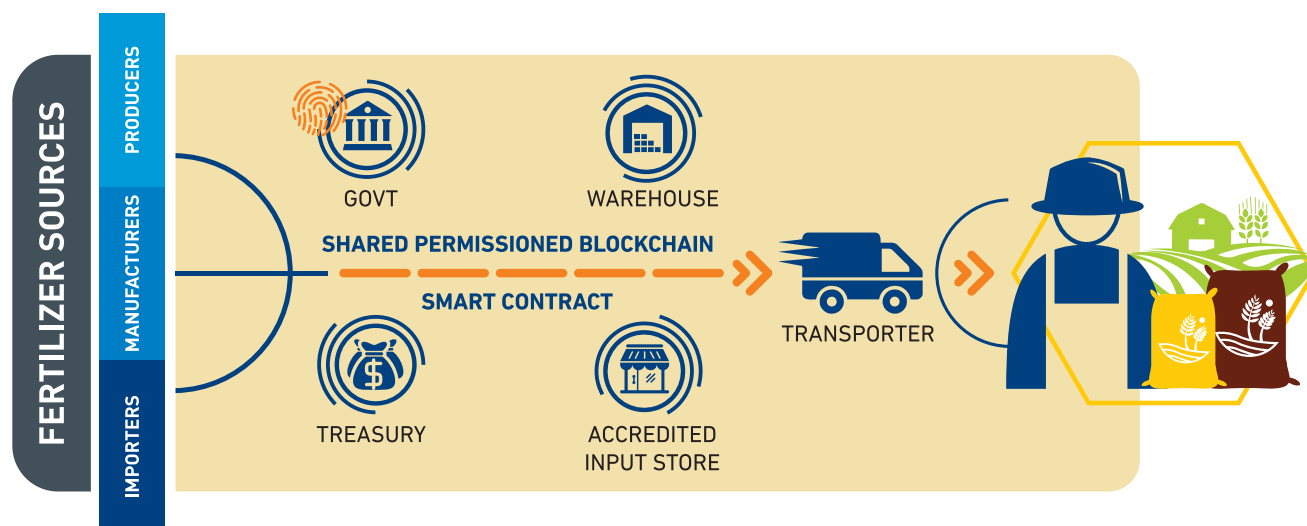 FERTILIZER SOURCES
PRODUCERS
MANUFACTURERS
IMPORTERS
GOVT
WAREHOUSE
SHARED PERMISSIONED BLOCKCHAIN
SMART CONTRACT
TRANSPORTER
$
TREASURY
ACCREDITED
INPUT STORE